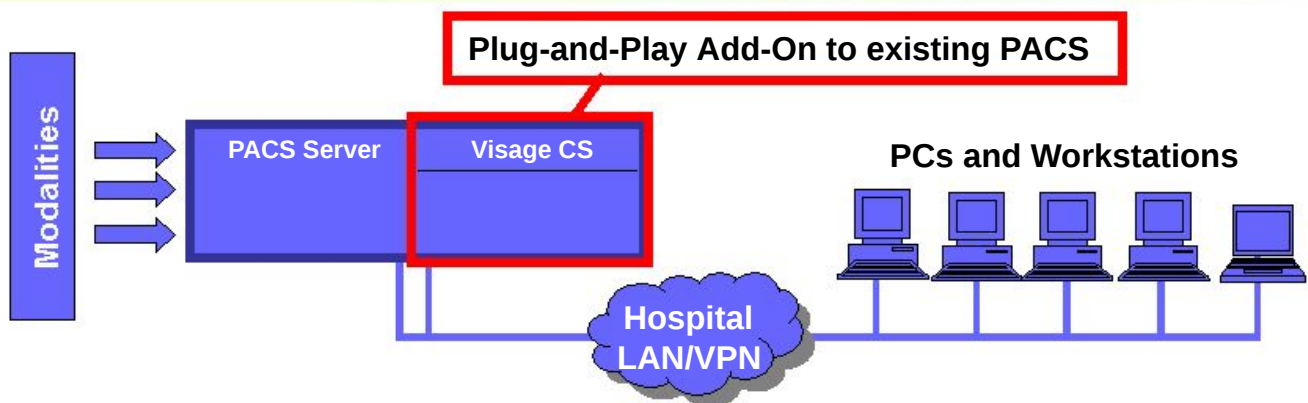 Plug-and-Play Add-On to existing PACS
Modalities
PACS Server
Visage CS
PCs and Workstations
Hospital
LAN/VPN